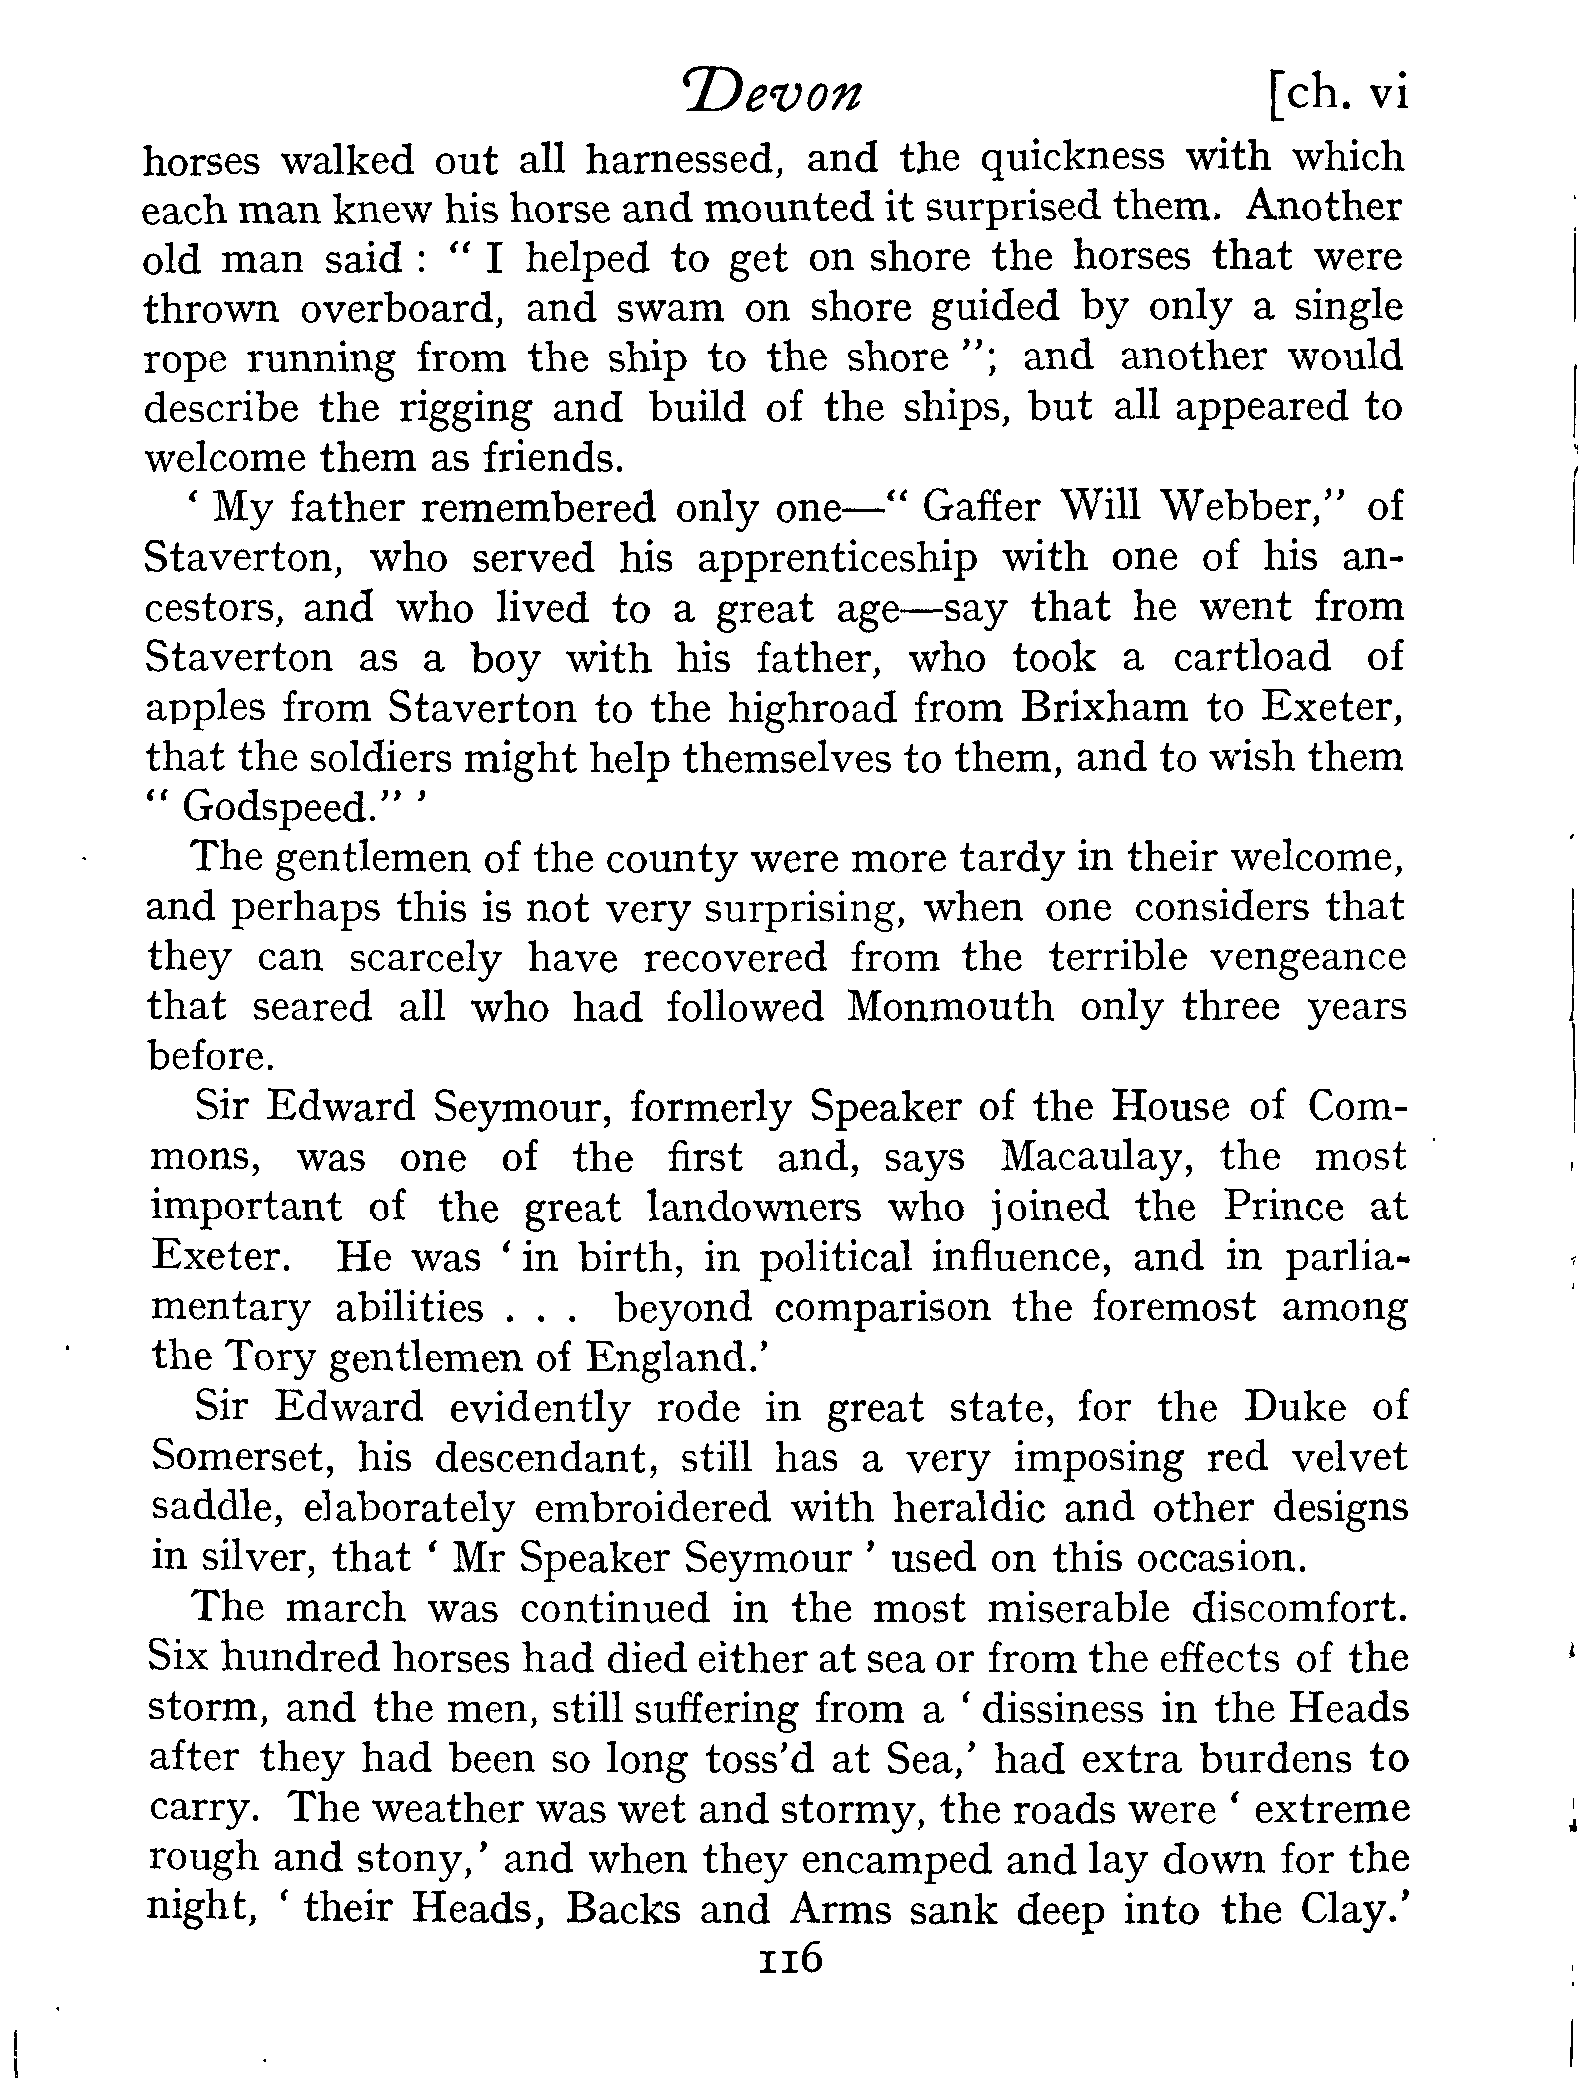 Devon [ch. vi
horses walked out all harnessed, and the quickness with which
each man knew his horse and mounted it surprised them. Another
old man said : “ I helped to get on shore the horses that were
thrown overboard, and swam on shore guided by only a single
rope running from the ship to the shore ”; and another would
describe the rigging and build of the ships, but all appeared to
welcome them as friends.
‘ My father remembered only one—“ Gaffer Will Webber,” of
Staverton, who served his apprenticeship with one of his an-
cestors, and who lived to a great age—say that he went from
Staverton as a boy with his father, who took a cartload of
apples from Staverton to the highroad from Brixham to Exeter,
that the soldiers might help themselves to them, and to wish them
“ Godspeed.” ’
The gentlemen of the county were more tardy in their welcome,
and perhaps this is not very surprising, when one considers that
they can scarcely have recovered from the terrible vengeance
that seared all who had followed Monmouth only three years
before.
Sir Edward Seymour, formerly Speaker of the House of Com-
mons, was one of the first and, says Macaulay, the most
important of the great landowners who joined the Prince at
Exeter. He was ‘ in birth, in political influence, and in parlia-
mentary abilities . . . beyond comparison the foremost among
the Tory gentlemen of England.’
Sir Edward evidently rode in great state, for the Duke of
Somerset, his descendant, still has a very imposing red velvet
saddle, elaborately embroidered with heraldic and other designs
in silver, that ‘ Mr Speaker Seymour ’ used on this occasion.
The march was continued in the most miserable discomfort.
Six hundred horses had died either at sea or from the effects of the
storm, and the men, still suffering from a ‘ dissiness in the Heads
after they had been so long toss’d at Sea,’ had extra burdens to
carry. The weather was wet and stormy, the roads were ‘ extreme
rough and stony,’ and when they encamped and lay down for the
night, ‘ their Heads, Backs and Arms sank deep into the Clay.’
116